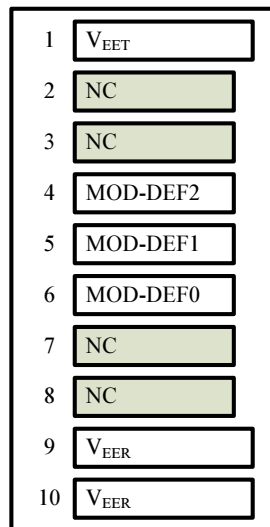 1 VEET
2 NC
3 NC
4 MOD-DEF2
5 MOD-DEF1
6 MOD-DEF0
7 NC
8 NC
9 VEER
10 VEER